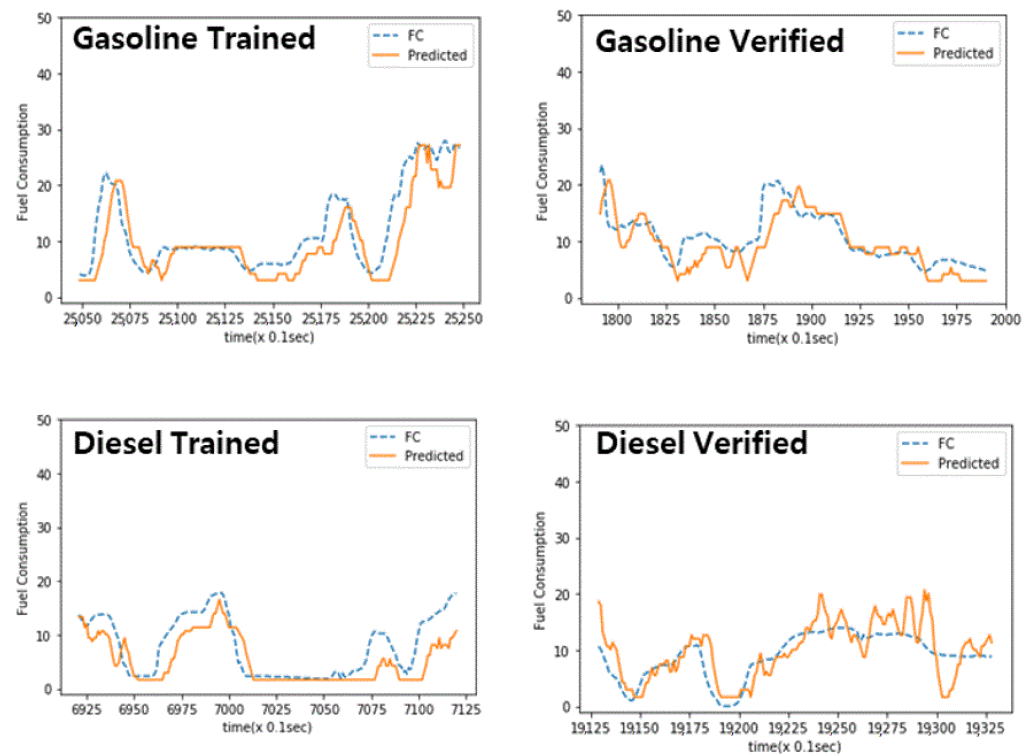 Gasoline Trained
FC
Predicted
50
40
30
20
10
0
Fuel Consumption
25,050 25,075 25,100 25,125 25,150 25,175 25,200 25,225 25,250
time(x 0.1sec)
Gasoline Verified
FC
Predicted
50
40
30
20
10
0
Fuel Consumption
1800 1825 1850 1875 1900 1925 1950 1975 2000
time(x 0.1sec)
Diesel Trained
FC
Predicted
50
40
30
20
10
0
Fuel Consumption
6925 6950 6975 7000 7025 7050 7075 7100 7125
time(x 0.1sec)
Diesel Verified
FC
Predicted
50
40
30
20
10
0
Fuel Consumption
19,125 19,150 19,175 19,200 19,225 19,250 19,275 19,300 19,325
time(x 0.1sec)